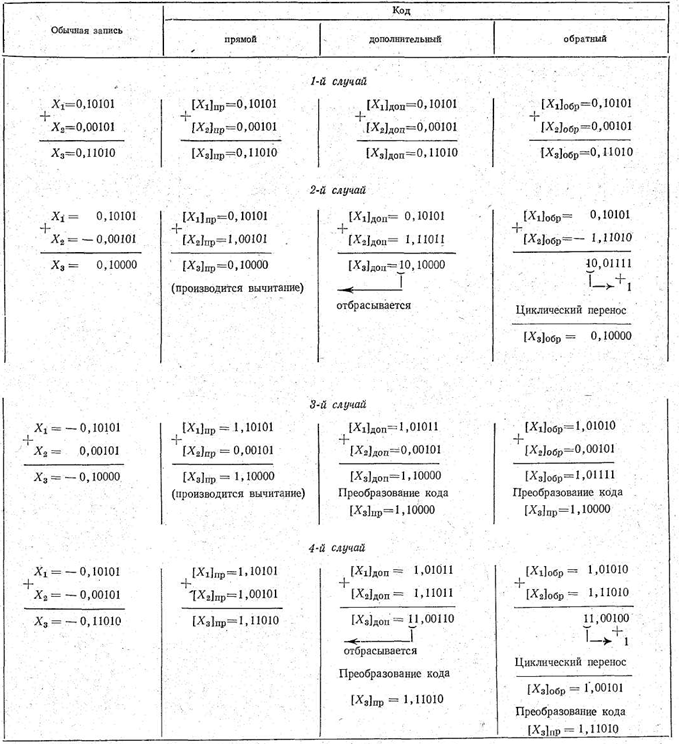 Обычная запись
Код
прямой дополнительный обратный
1-й случай
X₁=0,10101 [X₁]пр=0,10101 [X₁]доп=0,10101 [X₁]обр=0,10101
+ + + +
X₂=0,00101 [X₂]пр=0,00101 [X₂]доп=0,00101 [X₂]обр=0,00101
X₃=0,11010 [X₃]пр=0,11010 [X₃]доп=0,11010 [X₃]обр=0,11010
2-й случай
X₁= 0,10101 [X₁]пр=0,10101 [X₁]доп= 0,10101 [X₁]обр= 0,10101
+ + + +
X₂= — 0,00101 [X₂]пр=1,00101 [X₂]доп= 1,11011 [X₂]обр=— 1,11010
X₃ = 0,10000 [X₃]пр=0,10000 [X₃]доп=10,10000 10,01111
(производится вычитание) + 1
отбрасывается Циклический перенос
[X₃]обр = 0,10000
3-й случай
X₁ = — 0,10101 [X₁]пр = 1,10101 [X₁]доп=1,01011 [X₁]обр=1,01010
+ + + +
X₂ = 0,00101 [X₂]пр = 0,00101 [X₂]доп=0,00101 [X₂]обр=0,00101
X₃ = — 0,10000 [X₃]пр = 1,10000 [X₃]доп=1,10000 [X₃]обр=1,01111
(производится вычитание) Преобразование кода Преобразование кода
[X₃]пр=1,10000 [X₃]пр=1,10000
4-й случай
X₁ = — 0,10101 [X₁]пр=1,10101 [X₁]доп = 1,01011 [X₁]обр = 1,01010
+ + + +
X₂ = — 0,00101 [X₂]пр=1,00101 [X₂]доп = 1,11011 [X₂]обр = 1,11010
X₃ = — 0,11010 [X₃]пр=1,11010 [X₃]доп = 11,00110 11,00100
+ 1
отбрасывается Циклический перенос
Преобразование кода [X₃]обр = 1,00101
[X₃]пр = 1,11010 Преобразование кода
[X₃]пр = 1,11010